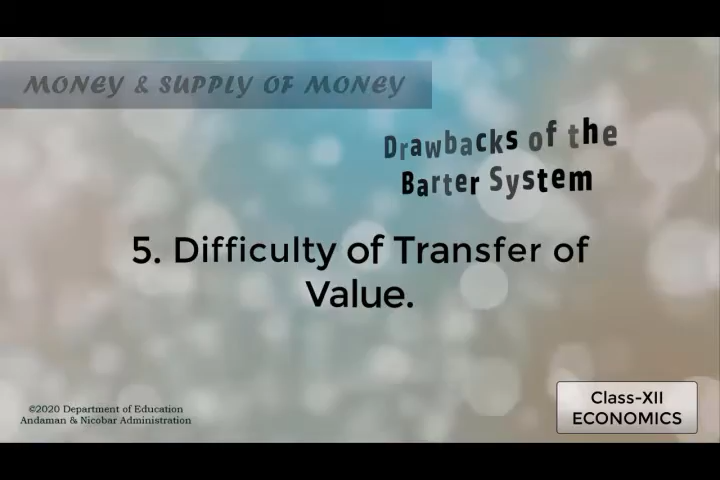 MONEY & SUPPLY OF MONEY
Drawbacks of the
Barter System
5. Difficulty of Transfer of
Value.
©2020 Department of Education
Andaman & Nicobar Administration
Class-XII
ECONOMICS